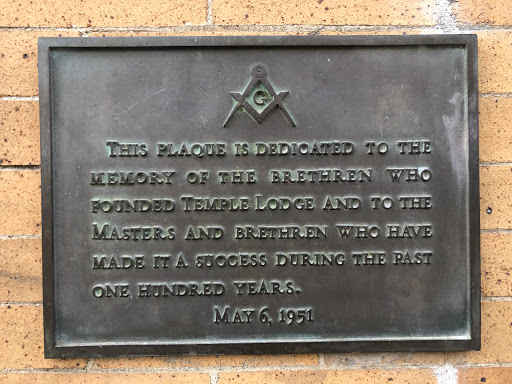 G
THIS PLAQUE IS DEDICATED TO THE
MEMORY OF THE BRETHREN WHO
FOUNDED TEMPLE LODGE AND TO THE
MASTERS AND BRETHREN WHO HAVE
MADE IT A SUCCESS DURING THE PAST
ONE HUNDRED YEARS.
MAY 6, 1951